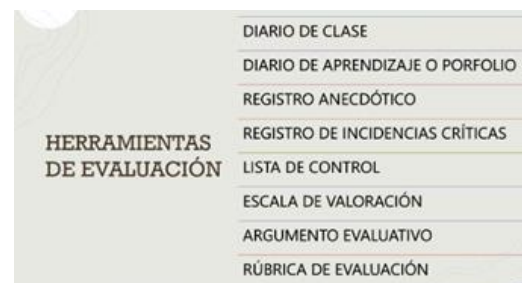 HERRAMIENTAS
DE EVALUACIÓN
DIARIO DE CLASE
DIARIO DE APRENDIZAJE O PORFOLIO
REGISTRO ANECDÓTICO
REGISTRO DE INCIDENCIAS CRÍTICAS
LISTA DE CONTROL
ESCALA DE VALORACIÓN
ARGUMENTO EVALUATIVO
RÚBRICA DE EVALUACIÓN